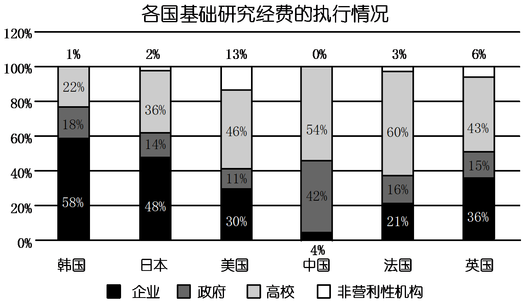 各国基础研究经费的执行情况
120%
1% 2% 13% 0% 3% 6%
100%
22% 36% 46% 54% 60% 43%
80%
18% 14% 11% 42% 16% 15%
60%
58% 48% 30% 4% 21% 36%
40%
20%
0%
韩国 日本 美国 中国 法国 英国
企业 政府 高校 非营利性机构